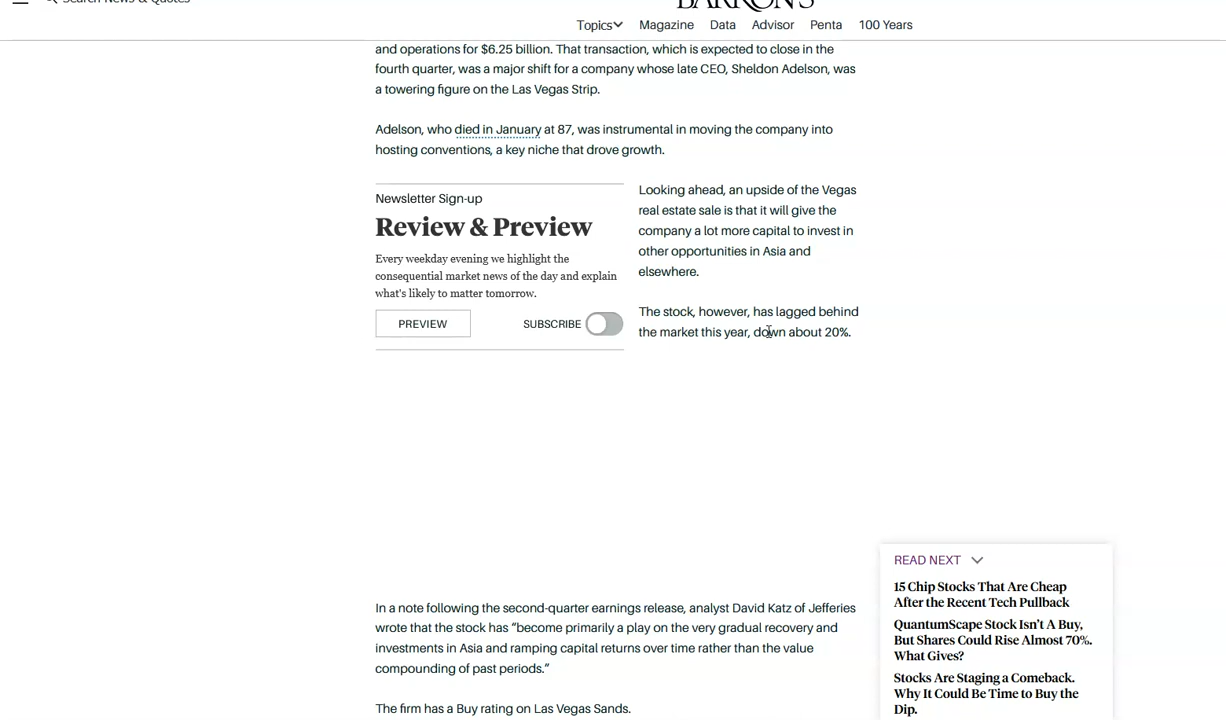 Search News & Quotes
BARRON'S
Topics Magazine Data Advisor Penta 100 Years
and operations for $6.25 billion. That transaction, which is expected to close in the
fourth quarter, was a major shift for a company whose late CEO, Sheldon Adelson, was
a towering figure on the Las Vegas Strip.
Adelson, who died in January at 87, was instrumental in moving the company into
hosting conventions, a key niche that drove growth.
Newsletter Sign-up
Review & Preview
Every weekday evening we highlight the
consequential market news of the day and explain
what's likely to matter tomorrow.
PREVIEW SUBSCRIBE
Looking ahead, an upside of the Vegas
real estate sale is that it will give the
company a lot more capital to invest in
other opportunities in Asia and
elsewhere.
The stock, however, has lagged behind
the market this year, down about 20%.
In a note following the second-quarter earnings release, analyst David Katz of Jefferies
wrote that the stock has “become primarily a play on the very gradual recovery and
investments in Asia and ramping capital returns over time rather than the value
compounding of past periods.”
The firm has a Buy rating on Las Vegas Sands.
READ NEXT
15 Chip Stocks That Are Cheap
After the Recent Tech Pullback
QuantumScape Stock Isn’t A Buy,
But Shares Could Rise Almost 70%.
What Gives?
Stocks Are Staging a Comeback.
Why It Could Be Time to Buy the
Dip.